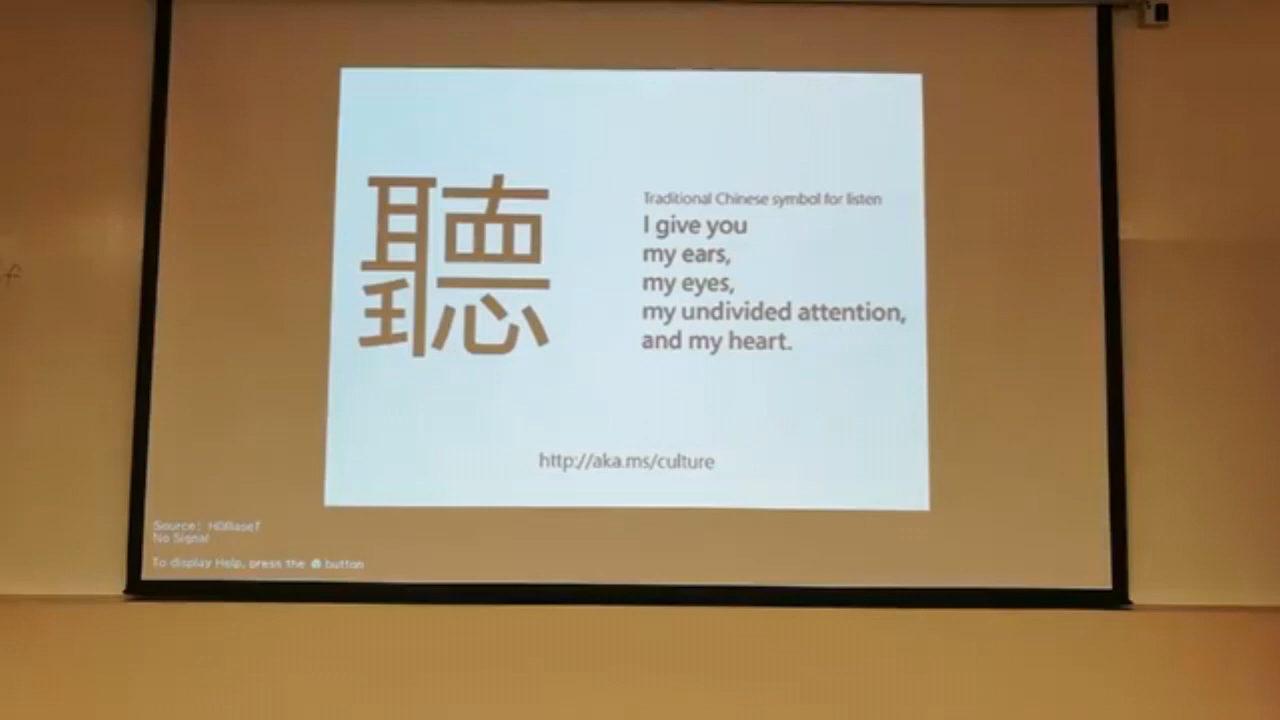 聽
Traditional Chinese symbol for listen
I give you
my ears,
my eyes,
my undivided attention,
and my heart.
http://aka.ms/culture
Source: HDBaseT
No Signal
To display Help, press the button